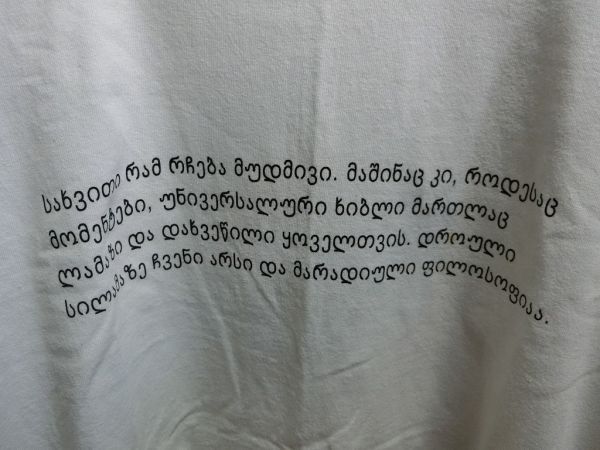 სახვითი რამ რჩება მუდმივი. მაშინაც კი, როდესაც
მომენტები, უნივერსალური ხიბლი მართლაც
ლამაზი და დახვეწილი ყოველთვის. დროული
სილამაზე ჩვენი არსი და მარადიული ფილოსოფიაა.